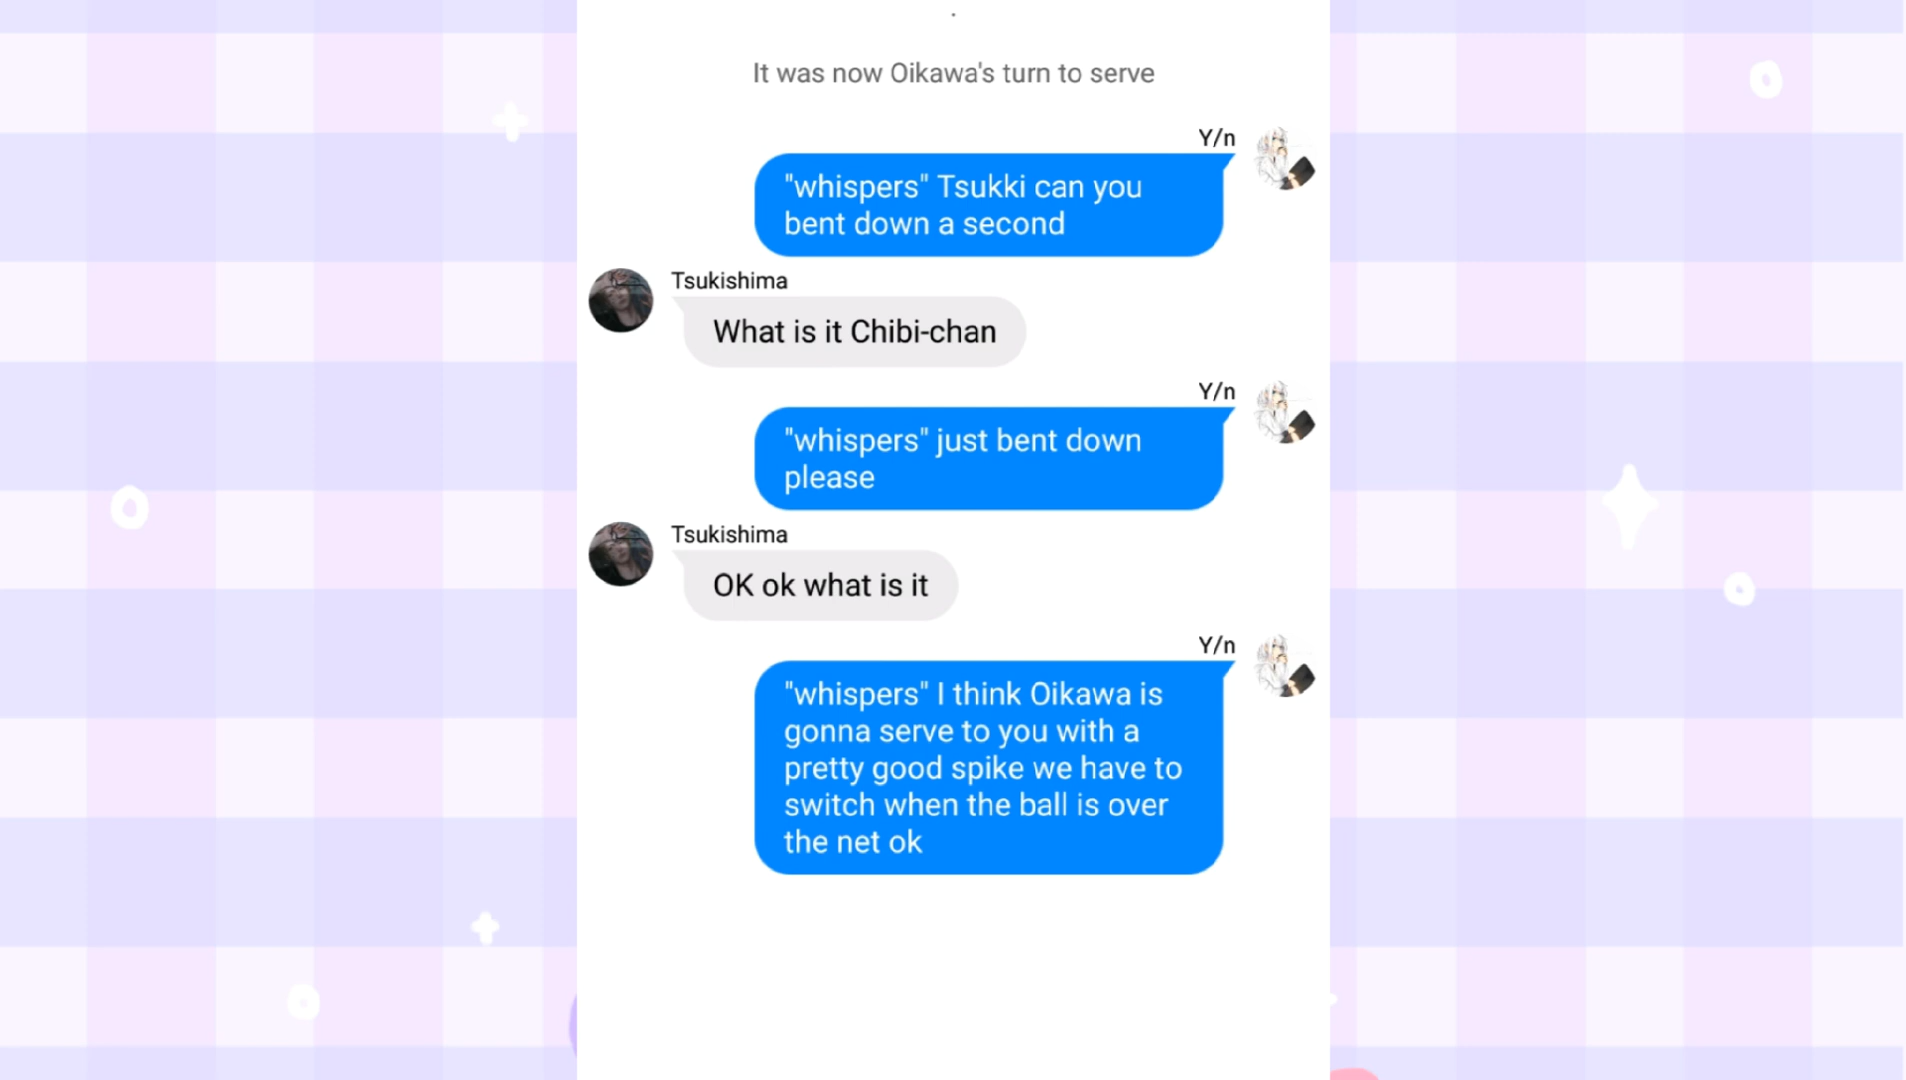 It was now Oikawa's turn to serve
Y/n
"whispers" Tsukki can you
bent down a second
Tsukishima
What is it Chibi-chan
Y/n
"whispers" just bent down
please
Tsukishima
OK ok what is it
Y/n
"whispers" I think Oikawa is
gonna serve to you with a
pretty good spike we have to
switch when the ball is over
the net ok